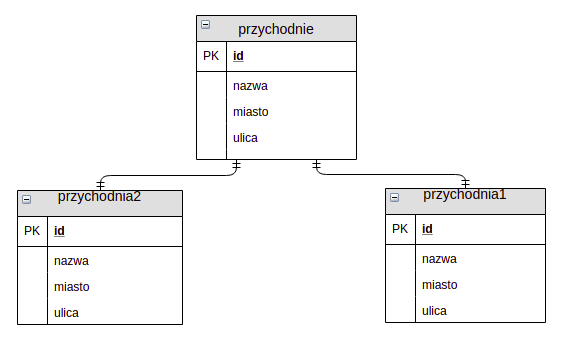 przychodnie
PK id
nazwa
miasto
ulica
przychodnia2
PK id
nazwa
miasto
ulica
przychodnia1
PK id
nazwa
miasto
ulica